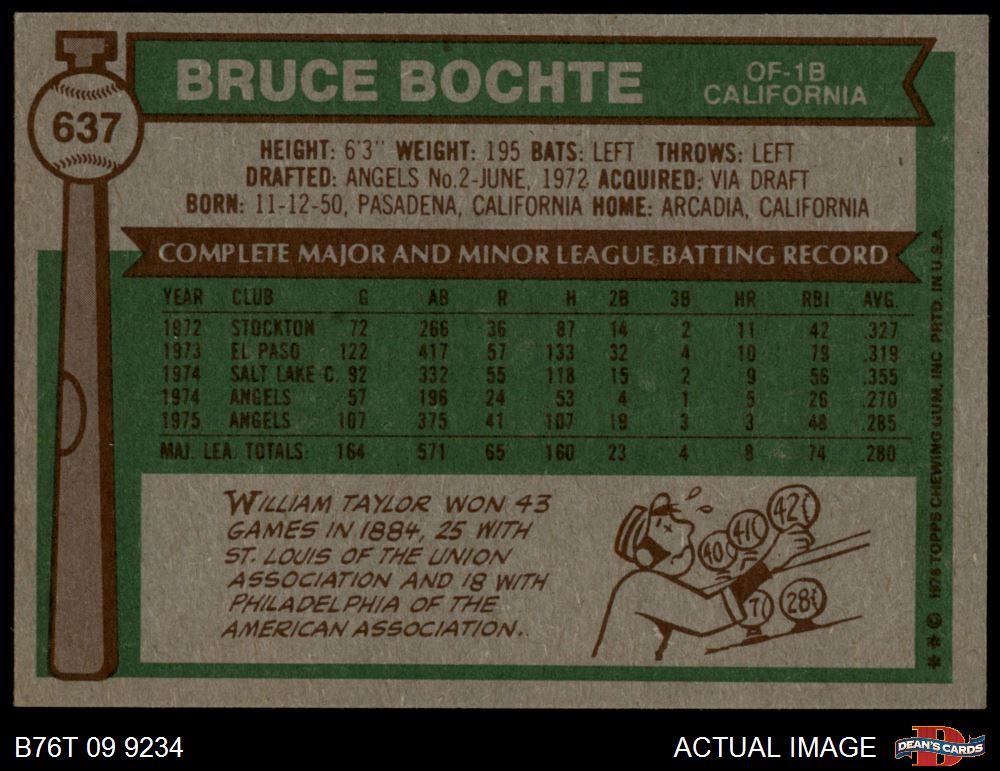 637
BRUCE BOCHTE
OF-1B
CALIFORNIA
HEIGHT: 6'3" WEIGHT: 195 BATS: LEFT THROWS: LEFT
DRAFTED: ANGELS No.2-JUNE, 1972 ACQUIRED: VIA DRAFT
BORN: 11-12-50, PASADENA, CALIFORNIA HOME: ARCADIA, CALIFORNIA
COMPLETE MAJOR AND MINOR LEAGUE BATTING RECORD
YEAR CLUB G AB R H 2B 3B HR RBI AVG.
1972 STOCKTON 72 266 36 87 14 2 11 42 .327
1973 EL PASO 122 417 57 133 32 4 10 79 .319
1974 SALT LAKE C. 92 332 55 118 15 2 9 56 .355
1974 ANGELS 57 196 24 53 4 1 5 26 .270
1975 ANGELS 107 375 41 107 19 3 3 48 .285
MAJ. LEA. TOTALS: 164 571 65 160 23 4 8 74 .280
WILLIAM TAYLOR WON 43
GAMES IN 1884, 25 WITH
ST. LOUIS OF THE UNION
ASSOCIATION AND 18 WITH
PHILADELPHIA OF THE
AMERICAN ASSOCIATION.
40 41 42
7 28
** © 1976 TOPPS CHEWING GUM, INC PRTD. IN U.S.A.
B76T 09 9234
ACTUAL IMAGE
D
DEAN'S CARDS